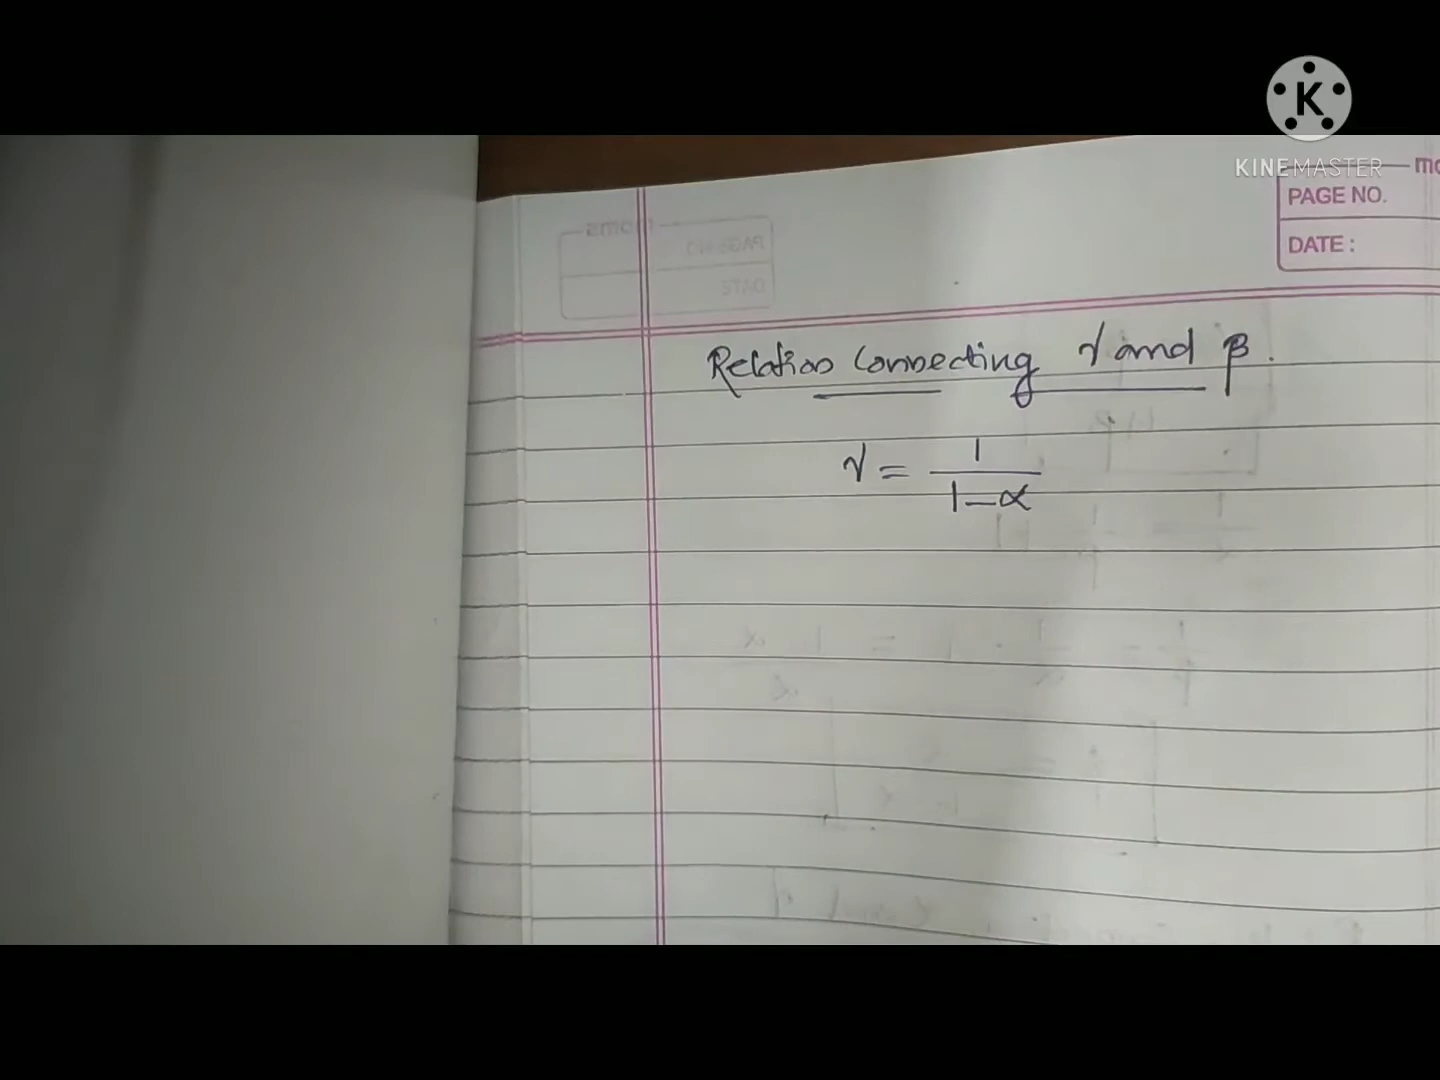 KINEMASTER
PAGE NO.
DATE :
Relation connecting γ and β.
γ = 1 / 1-α